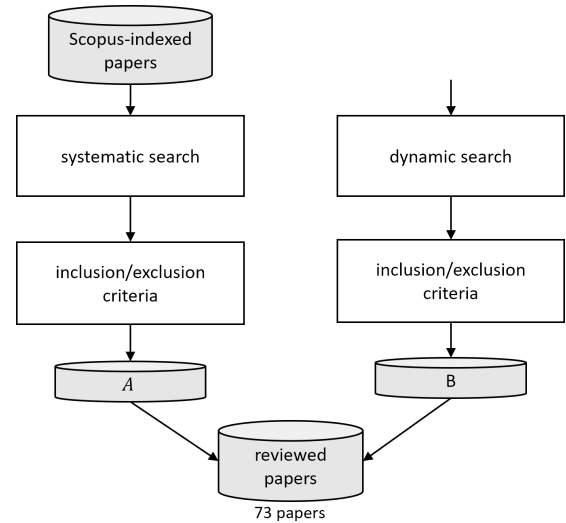 Scopus-indexed
papers
systematic search
dynamic search
inclusion/exclusion
criteria
inclusion/exclusion
criteria
A
B
reviewed
papers
73 papers